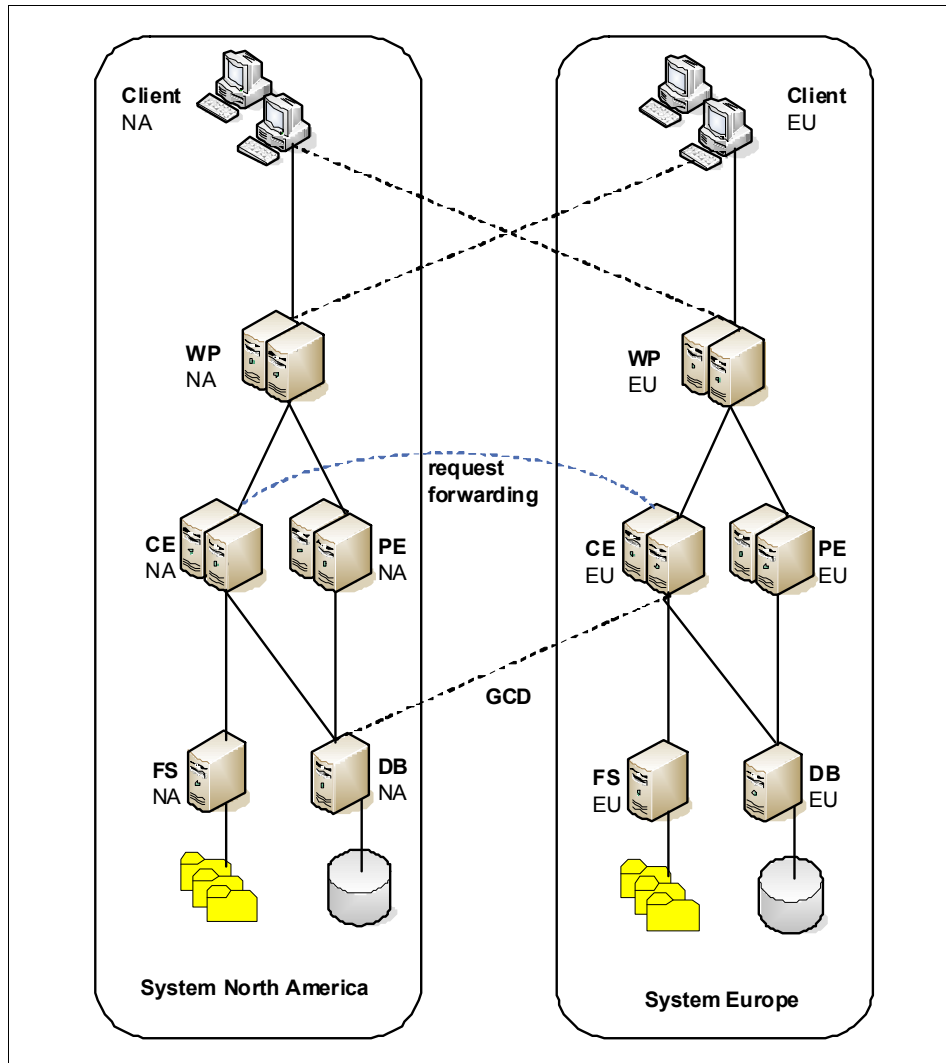 Client
NA
Client
EU
WP
NA
WP
EU
request
forwarding
CE
NA
PE
NA
CE
EU
PE
EU
GCD
FS
NA
DB
NA
FS
EU
DB
EU
System North America
System Europe